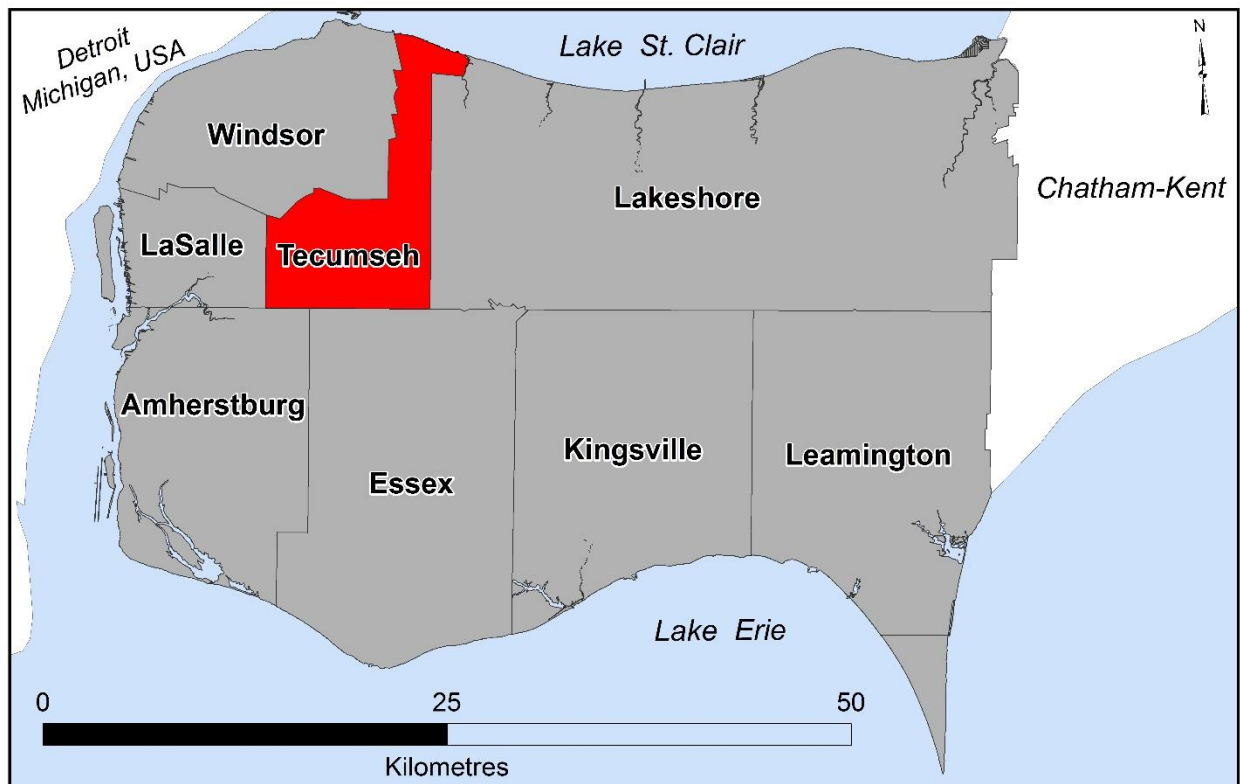 Detroit
Michigan, USA
Lake St. Clair
N
Windsor
Lakeshore
Chatham-Kent
LaSalle
Tecumseh
Amherstburg
Kingsville
Leamington
Essex
Lake Erie
0 25 50
Kilometres